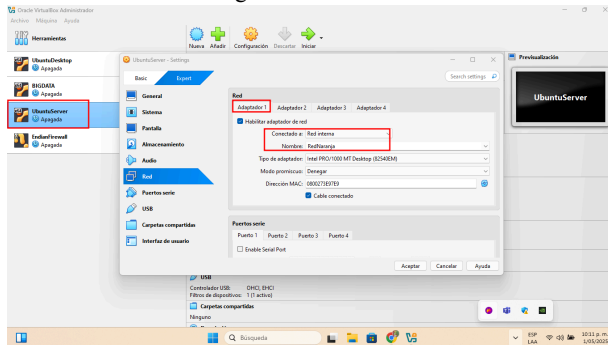 Oracle VirtualBox Administrador
Archivo Máquina Ayuda
Herramientas
Nueva Añadir Configuración Descartar Iniciar
UbuntuDesktop
Apagada
BIGDATA
Apagada
UbuntuServer
Apagada
EndianFirewall
Apagada
Previsualización
UbuntuServer
UbuntuServer - Settings
Basic Expert
Search settings
General
Sistema
Pantalla
Almacenamiento
Audio
Red
Puertos serie
USB
Carpetas compartidas
Interfaz de usuario
Red
Adaptador 1 Adaptador 2 Adaptador 3 Adaptador 4
Habilitar adaptador de red
Conectado a: Red interna
Nombre: RedNaranja
Tipo de adaptador: Intel PRO/1000 MT Desktop (82540EM)
Modo promiscuo: Denegar
Dirección MAC: 0800273E97E9
Cable conectado
Puertos serie
Puerto 1 Puerto 2 Puerto 3 Puerto 4
Enable Serial Port
Aceptar Cancelar Ayuda
USB
Controlador USB: OHCI, EHCI
Filtros de dispositivos: 1 (1 activo)
Carpetas compartidas
Ninguno
Búsqueda
ESP
LAA
10:11 p. m.
1/05/2025